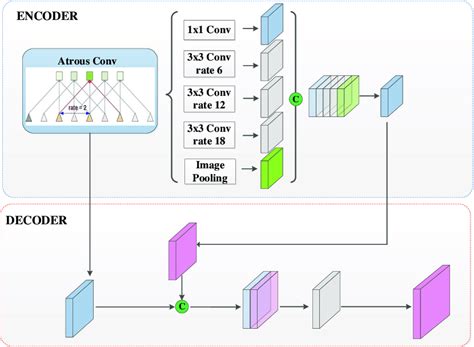 ENCODER
Atrous Conv
rate = 2
1x1 Conv
3x3 Conv
rate 6
3x3 Conv
rate 12
3x3 Conv
rate 18
Image
Pooling
C
DECODER
C